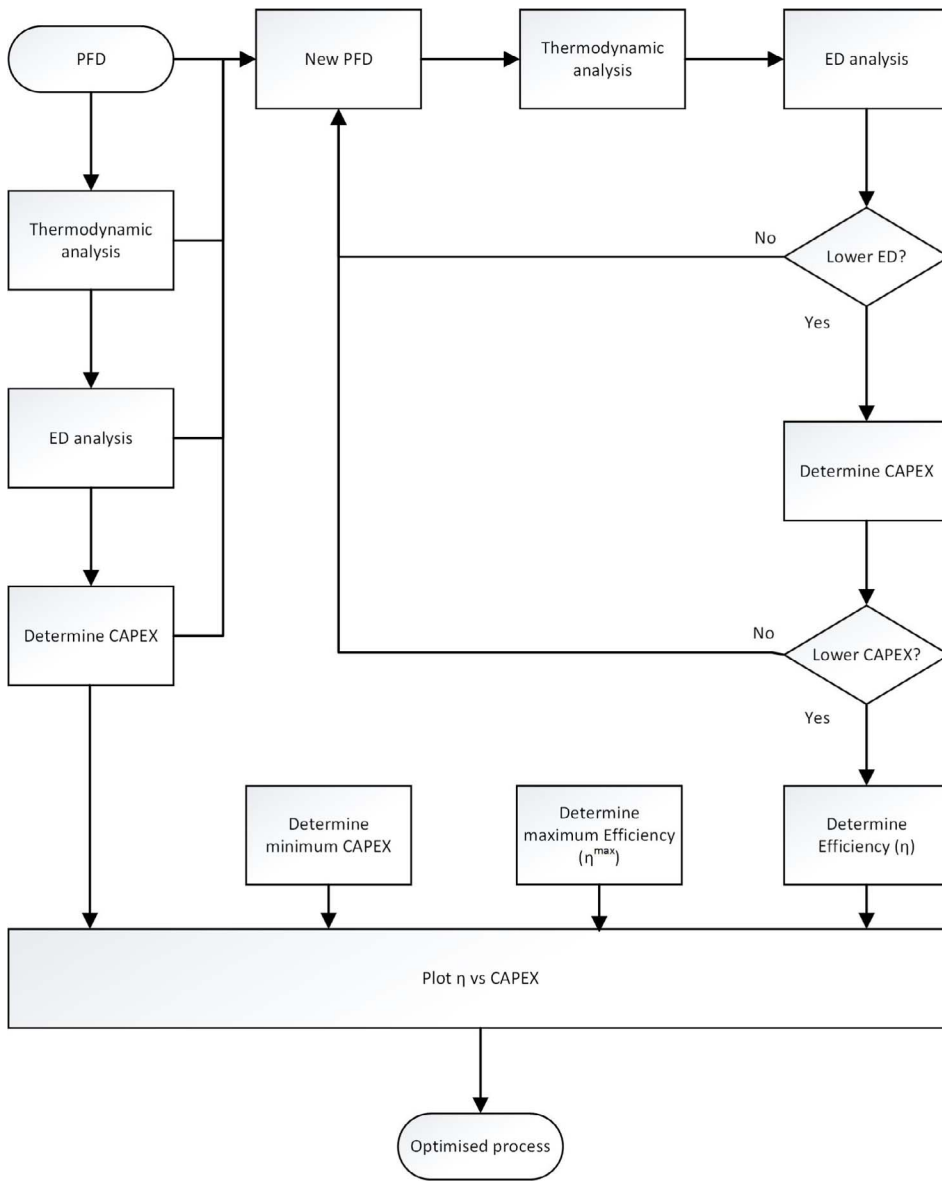 PFD
New PFD
Thermodynamic
analysis
ED analysis
Thermodynamic
analysis
No
Lower ED?
Yes
ED analysis
Determine CAPEX
Determine CAPEX
No
Lower CAPEX?
Yes
Determine
minimum CAPEX
Determine
maximum Efficiency
(η^max)
Determine
Efficiency (η)
Plot η vs CAPEX
Optimised process